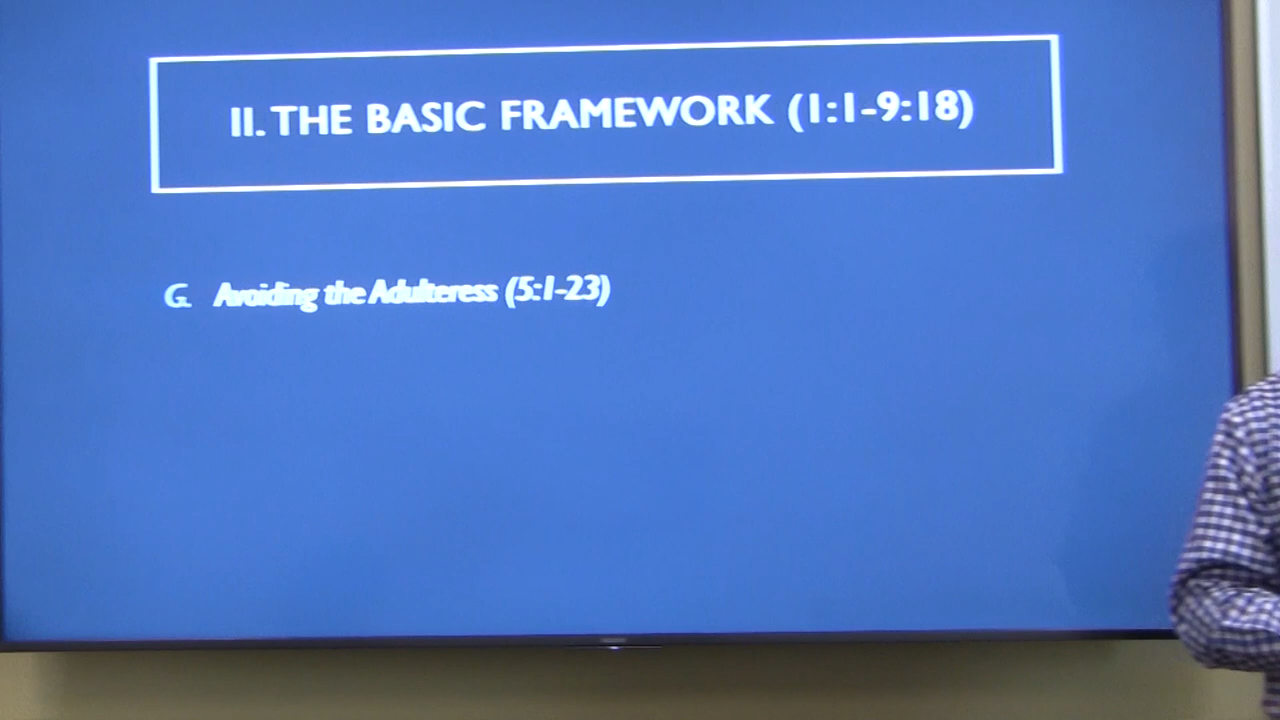 II. THE BASIC FRAMEWORK (1:1-9:18)
G. Avoiding the Adulteress (5:1-23)